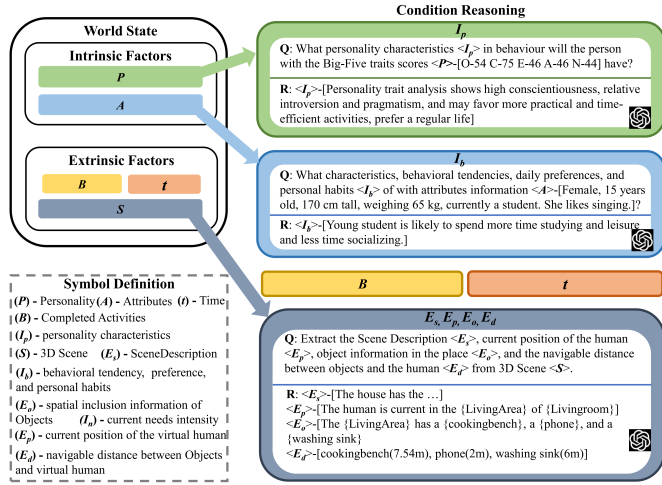 World State
Intrinsic Factors
P
A
Extrinsic Factors
B
t
S
Symbol Definition
(P) - Personality (A) - Attributes (t) - Time
(B) - Completed Activities
(Ip) - personality characteristics
(S) - 3D Scene (Es) - SceneDescription
(Ib) - behavioral tendency, preference,
and personal habits
(Eo) - spatial inclusion information of
Objects (In) - current needs intensity
(Ep) - current position of the virtual human
(Ed) - navigable distance between Objects
and virtual human
Condition Reasoning
Ip
Q: What personality characteristics <Ip> in behaviour will the person
with the Big-Five traits scores <P>-[O-54 C-75 E-46 A-46 N-44] have?
R: <Ip>-[Personality trait analysis shows high conscientiousness, relative
introversion and pragmatism, and may favor more practical and time-
efficient activities, prefer a regular life]
Ib
Q: What characteristics, behavioral tendencies, daily preferences, and
personal habits <Ib> of with attributes information <A>-[Female, 15 years
old, 170 cm tall, weighing 65 kg, currently a student. She likes singing.]?
R: <Ib>-[Young student is likely to spend more time studying and leisure
and less time socializing.]
B
t
Es, Ep, Eo, Ed
Q: Extract the Scene Description <Es>, current position of the human
<Ep>, object information in the place <Eo>, and the navigable distance
between objects and the human <Ed> from 3D Scene <S>.
R: <Es>-[The house has the …]
<Ep>-[The human is current in the {LivingArea} of {Livingroom}]
<Eo>-[The {LivingArea} has a {cookingbench}, a {phone}, and a
{washing sink}
<Ed>-[cookingbench(7.54m), phone(2m), washing sink(6m)]